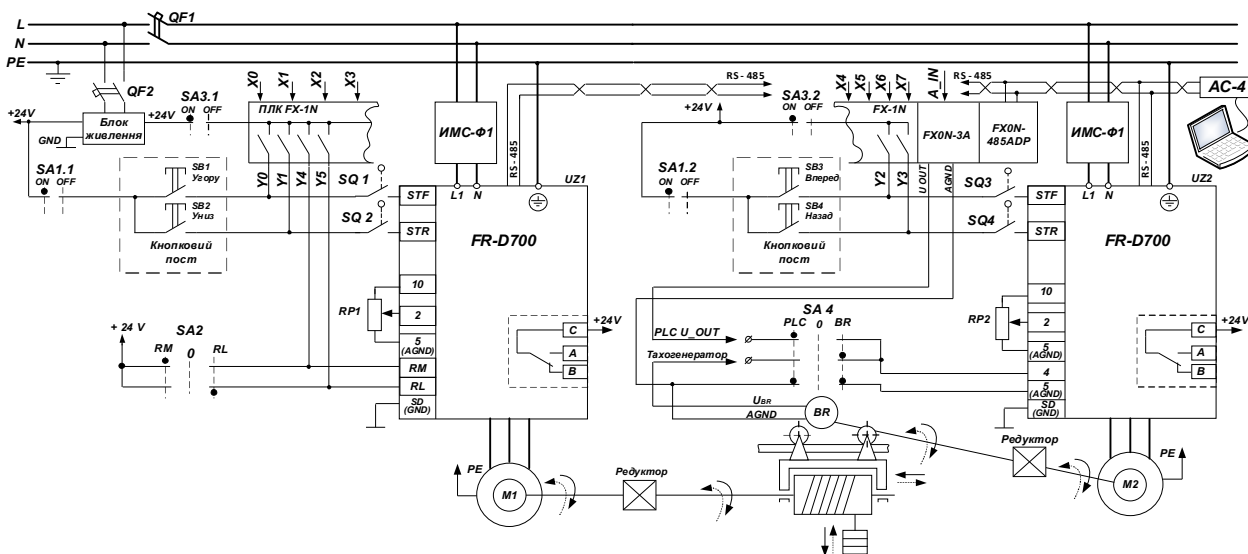 L
QF1
N
PE
QF2
Блок
живлення
+24V
GND
+24V
SA3.1
ON OFF
X0
X1
X2
X3
ПЛК FX-1N
Y0
Y1
Y4
Y5
SA1.1
ON OFF
SB1
Угору
SB2
Униз
Кнопковий
пост
SQ 1
SQ 2
ИМС-Ф1
RS-485
L1
N
UZ1
STF
STR
FR-D700
10
2
5
(AGND)
RM
RL
SD
(GND)
RP1
C
A
B
+24V
+ 24 V
SA2
RM
0
RL
PE
M1
Редуктор
RS-485
+24V
SA3.2
ON OFF
X4
X5
X6
X7
A_IN
FX-1N
FX0N-3A
FX0N-
485ADP
RS-485
AC-4
Y2
Y3
U OUT
AGND
SA1.2
ON OFF
SB3
Вперед
SB4
Назад
Кнопковий
пост
SQ3
SQ4
ИМС-Ф1
RS-485
L1
N
UZ2
STF
STR
FR-D700
10
2
5
(AGND)
4
5
(AGND)
SD
(GND)
RP2
C
A
B
+24V
SA 4
PLC
0
BR
PLC U_OUT
Тахогенератор
UBR
AGND
BR
Редуктор
PE
M2